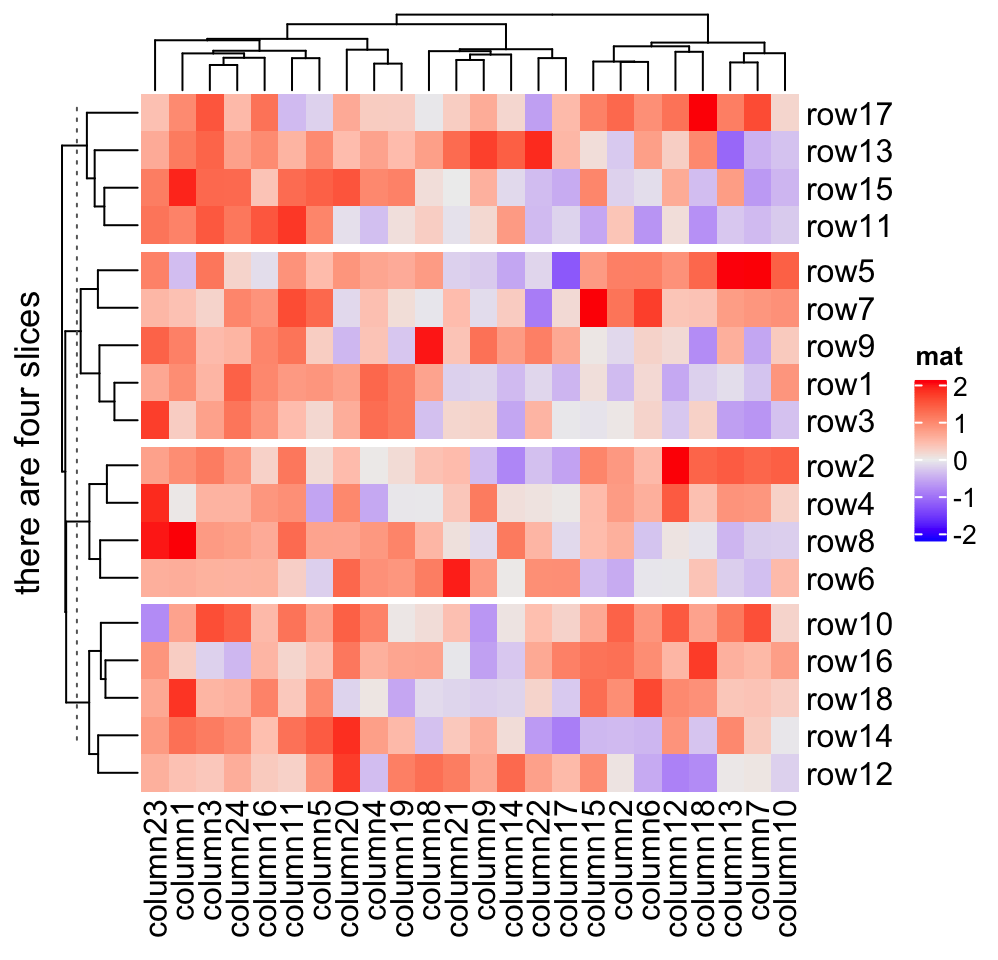 there are four slices
row17
row13
row15
row11
row5
row7
row9
row1
row3
row2
row4
row8
row6
row10
row16
row18
row14
row12
column23
column1
column3
column24
column16
column11
column5
column20
column4
column19
column8
column21
column9
column14
column22
column17
column15
column2
column6
column12
column18
column13
column7
column10
mat
2
1
0
-1
-2